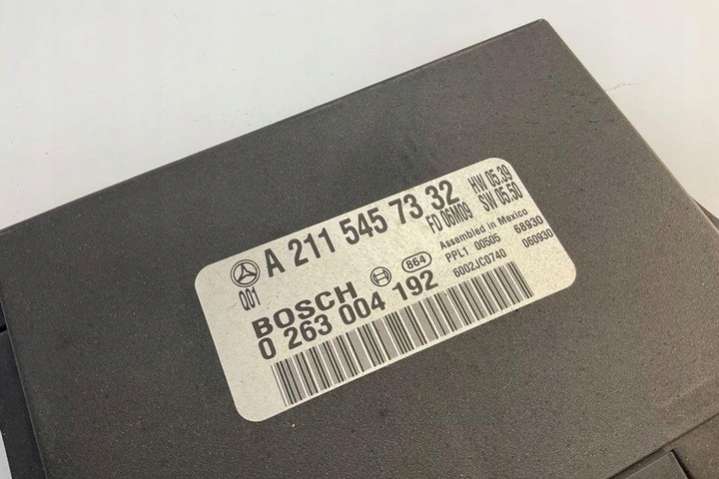 A 211 545 73 32 HW 05.39
Q01 FD 06M09 SW 05.50
BOSCH 864 Assembled in Mexico
0 263 004 192 PPL1 00505 68930
6D02JC0740 060930